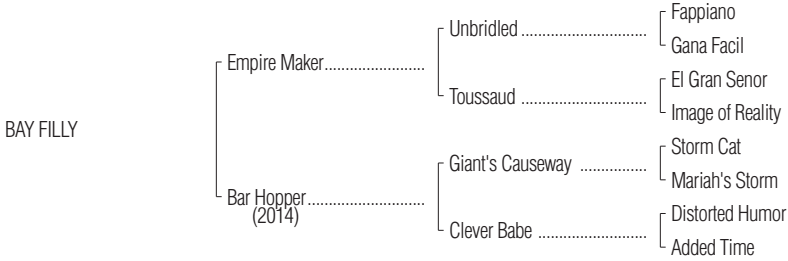 Fappiano
Unbridled ..............................
Gana Facil
Empire Maker........................
El Gran Senor
Toussaud ..............................
Image of Reality
BAY FILLY
Storm Cat
Giant's Causeway ................
Mariah's Storm
Bar Hopper............................
(2014)
Distorted Humor
Clever Babe ..........................
Added Time